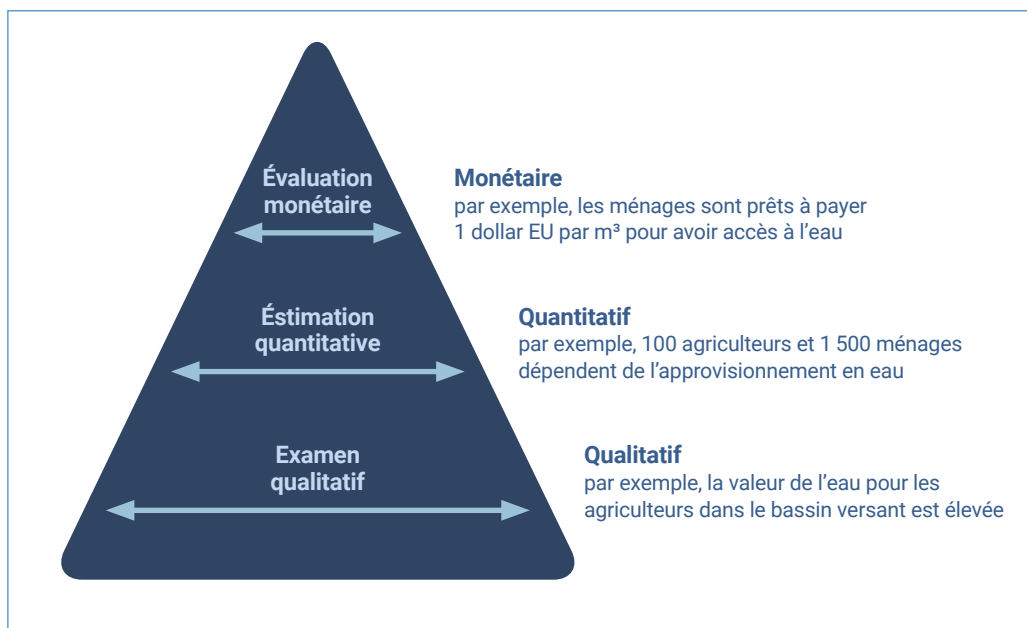 Évaluation
monétaire
Monétaire
par exemple, les ménages sont prêts à payer
1 dollar EU par m³ pour avoir accès à l’eau
Éstimation
quantitative
Quantitatif
par exemple, 100 agriculteurs et 1 500 ménages
dépendent de l’approvisionnement en eau
Examen
qualitatif
Qualitatif
par exemple, la valeur de l’eau pour les
agriculteurs dans le bassin versant est élevée